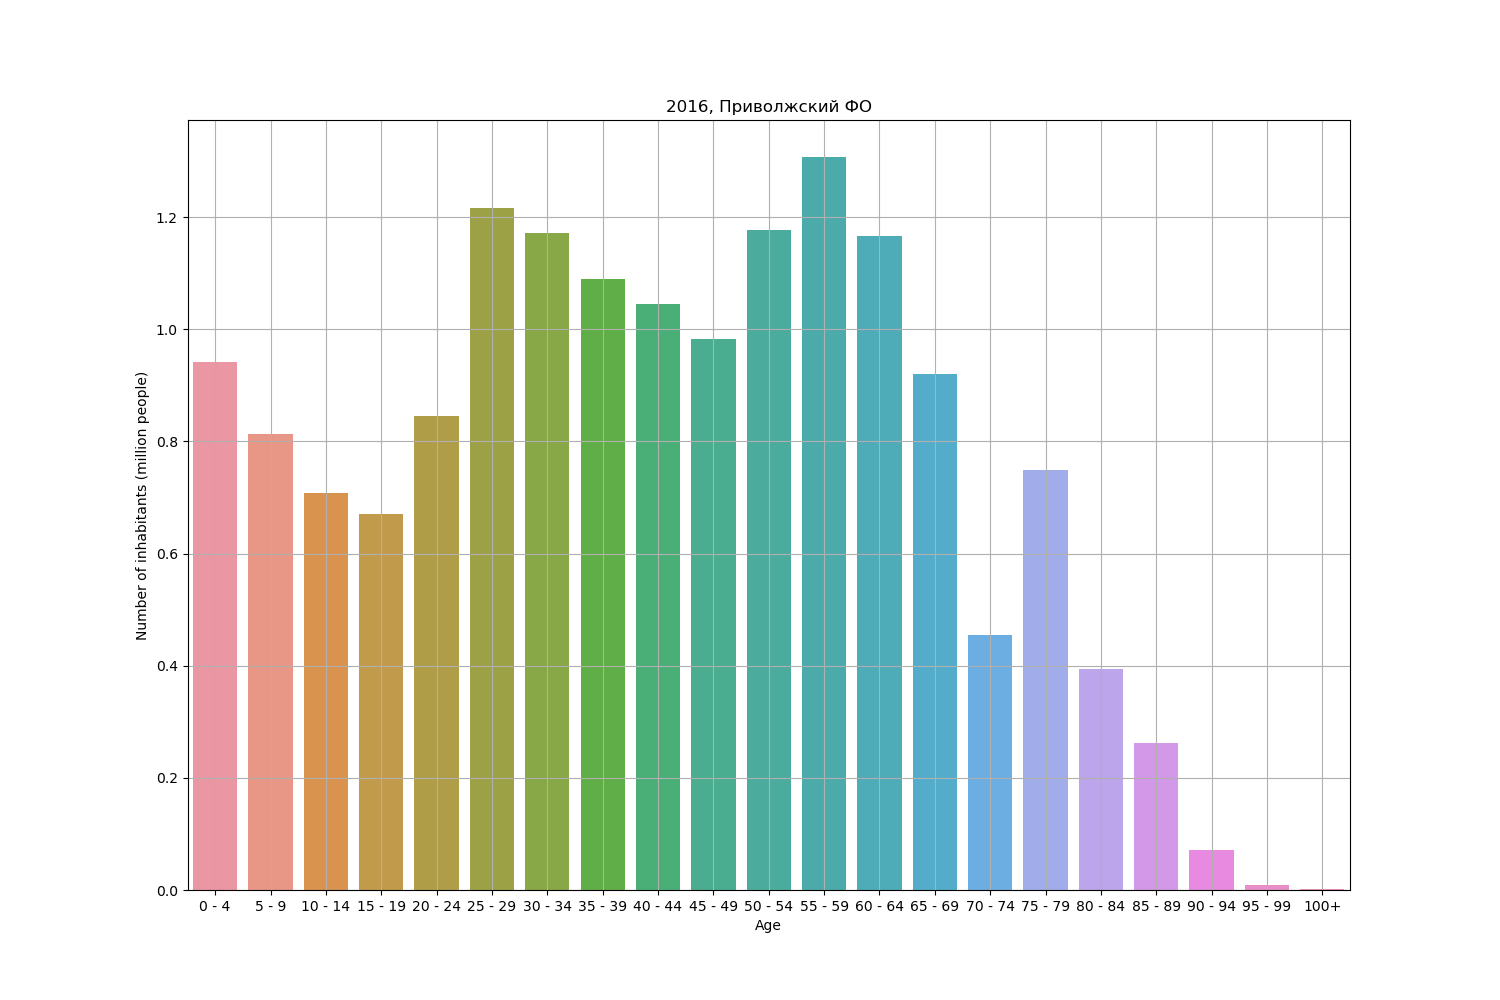 2016, Приволжский ФО
Number of inhabitants (million people)
1.2
1.0
0.8
0.6
0.4
0.2
0.0
0 - 4 5 - 9 10 - 14 15 - 19 20 - 24 25 - 29 30 - 34 35 - 39 40 - 44 45 - 49 50 - 54 55 - 59 60 - 64 65 - 69 70 - 74 75 - 79 80 - 84 85 - 89 90 - 94 95 - 99 100+
Age